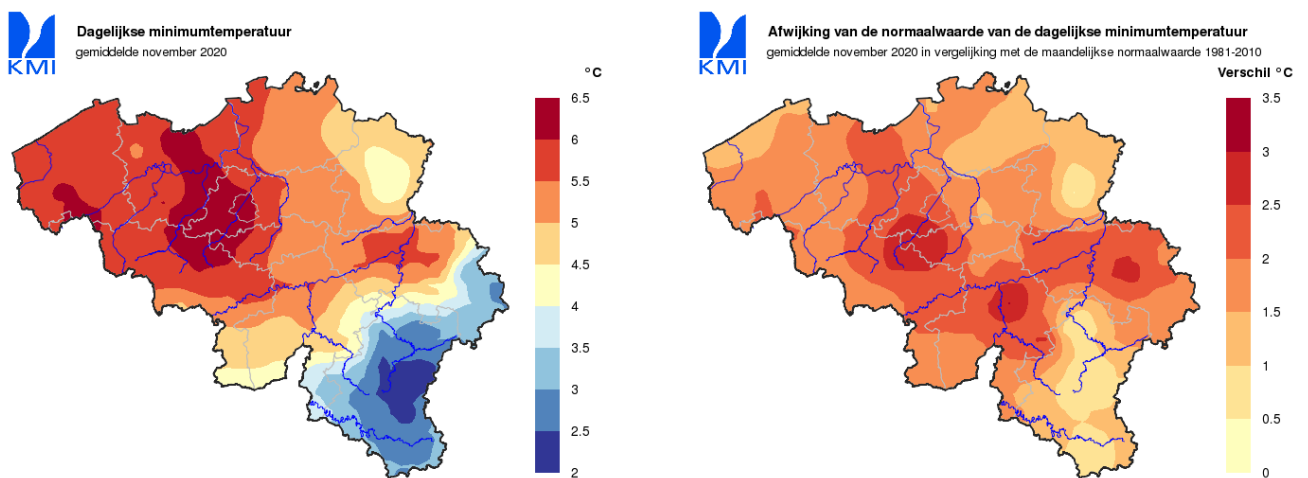 KMI
Dagelijkse minimumtemperatuur
gemiddelde november 2020
°C
6.5
6
5.5
5
4.5
4
3.5
3
2.5
2
KMI
Afwijking van de normaalwaarde van de dagelijkse minimumtemperatuur
gemiddelde november 2020 in vergelijking met de maandelijkse normaalwaarde 1981-2010
Verschil °C
3.5
3
2.5
2
1.5
1
0.5
0